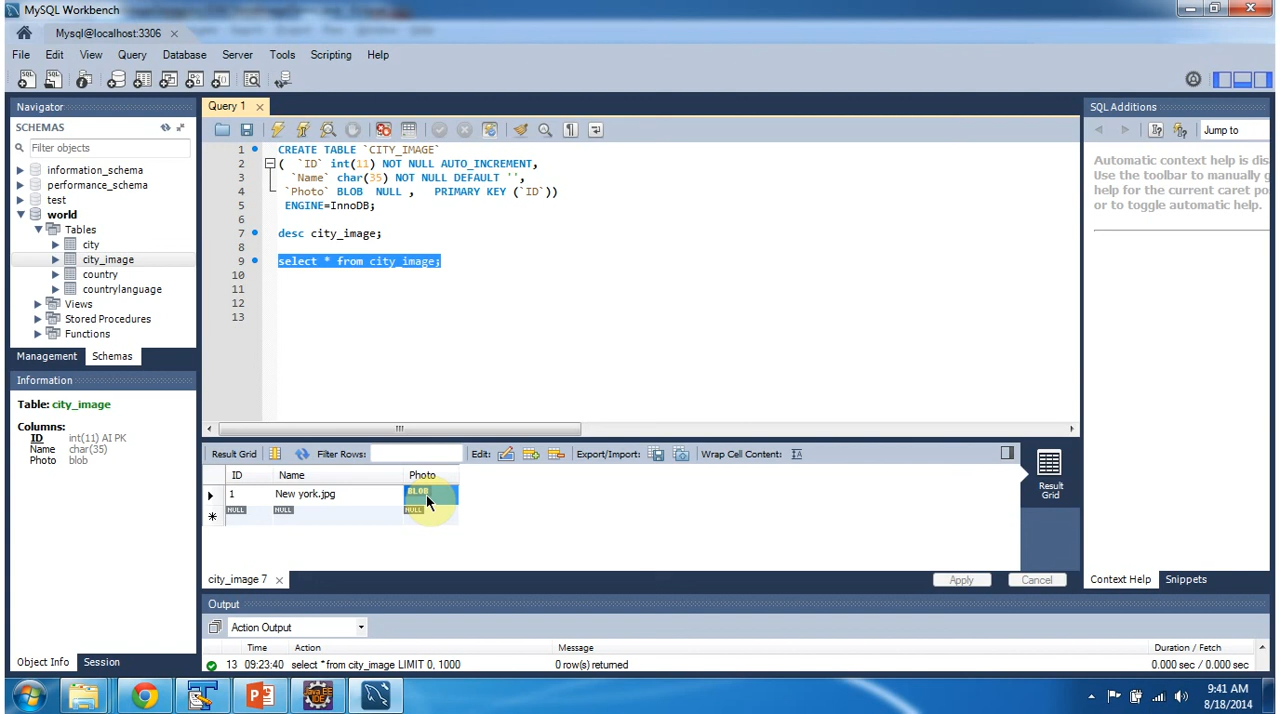 MySQL Workbench
Mysql@localhost:3306
File Edit View Query Database Server Tools Scripting Help
Navigator
SCHEMAS
Filter objects
information_schema
performance_schema
test
world
Tables
city
city_image
country
countrylanguage
Views
Stored Procedures
Functions
Management Schemas
Information
Table: city_image
Columns:
ID int(11) AI PK
Name char(35)
Photo blob
Object Info Session
Query 1
1 CREATE TABLE `CITY_IMAGE`
2 ( `ID` int(11) NOT NULL AUTO_INCREMENT,
3 `Name` char(35) NOT NULL DEFAULT '',
4 `Photo` BLOB NULL , PRIMARY KEY (`ID`))
5 ENGINE=InnoDB;
6
7 desc city_image;
8
9 select * from city_image;
10
11
12
13
Result Grid Filter Rows: Edit: Export/Import: Wrap Cell Content:
ID Name Photo
1 New york.jpg BLOB
NULL NULL NULL
Result
Grid
city_image 7
Apply Cancel
Output
Action Output
Time Action Message Duration / Fetch
13 09:23:40 select * from city_image LIMIT 0, 1000 0 row(s) returned 0.000 sec / 0.000 sec
SQL Additions
Jump to
Automatic context help is dis
Use the toolbar to manually g
help for the current caret po
or to toggle automatic help.
Context Help Snippets
Java EE
IDE
9:41 AM
8/18/2014